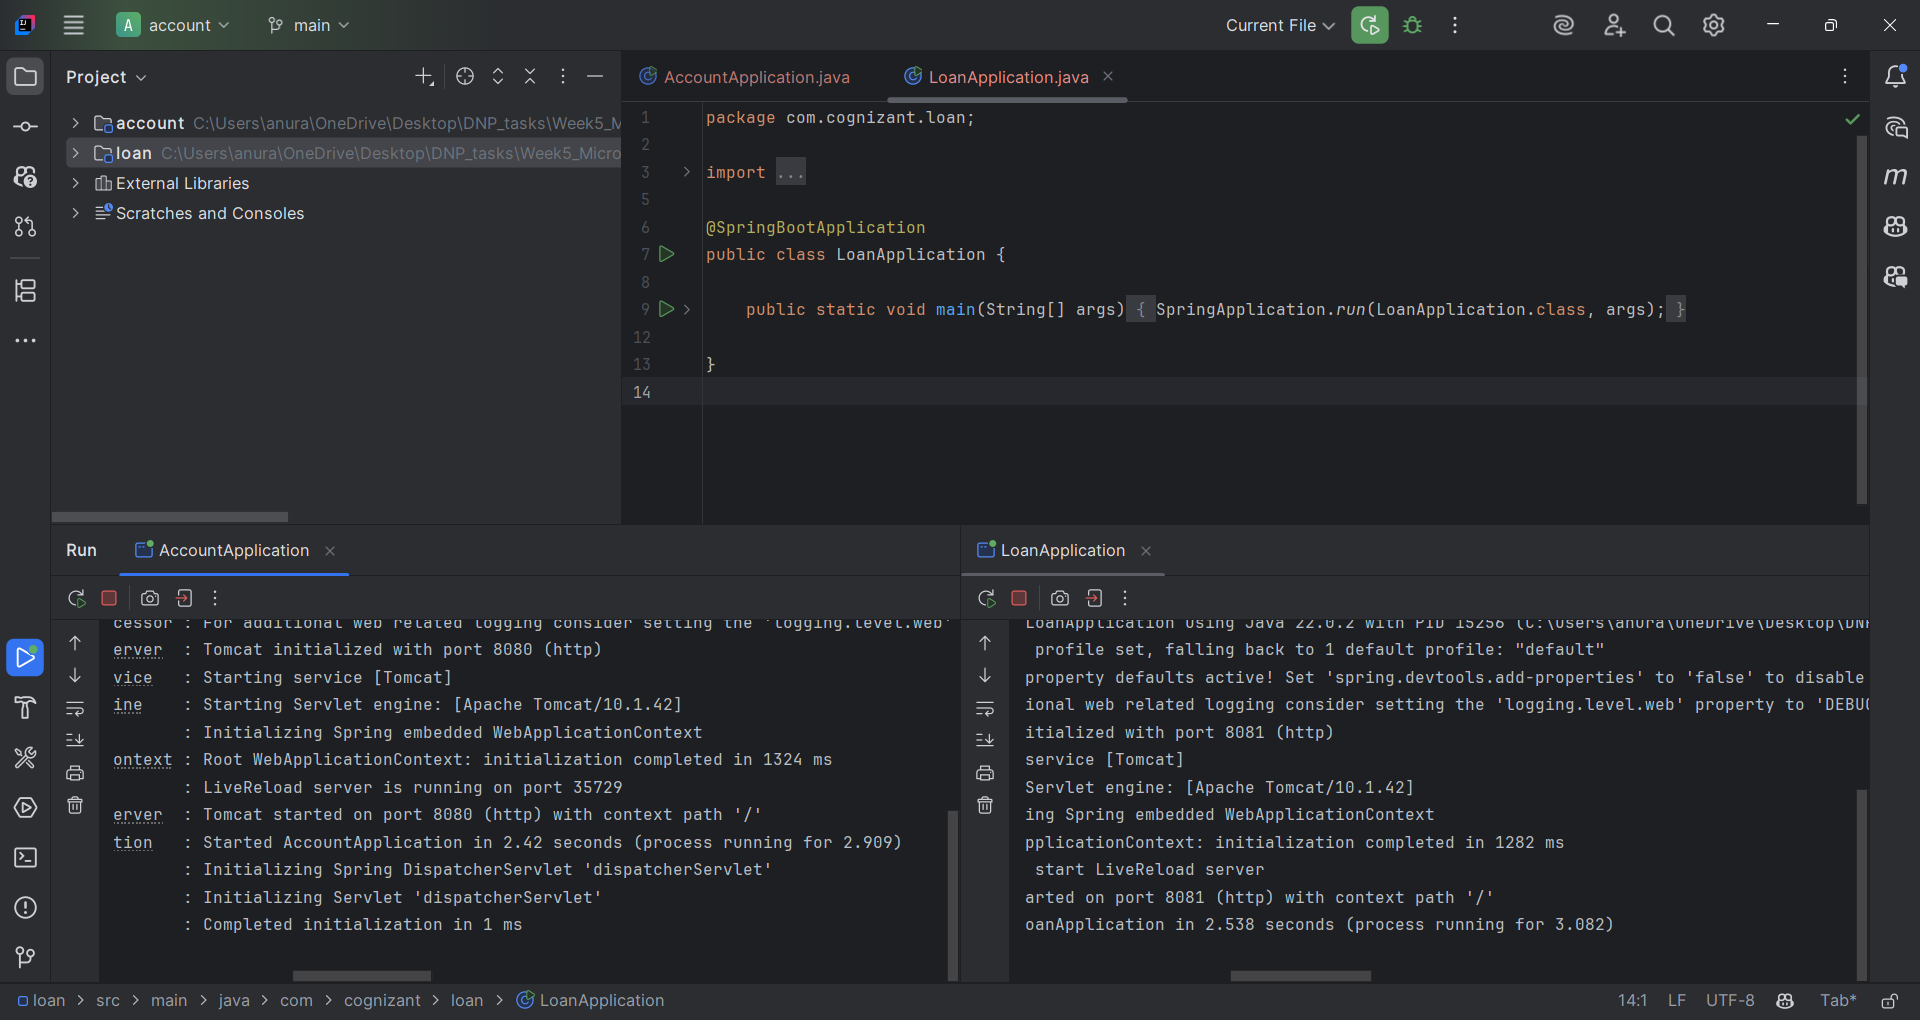 A account main Current File
Project
account C:\Users\anura\OneDrive\Desktop\DNP_tasks\Week5_M
loan C:\Users\anura\OneDrive\Desktop\DNP_tasks\Week5_Micro
External Libraries
Scratches and Consoles
AccountApplication.java LoanApplication.java
1 package com.cognizant.loan;
2
3 import ...
5
6 @SpringBootApplication
7 public class LoanApplication {
8
9 public static void main(String[] args) { SpringApplication.run(LoanApplication.class, args); }
12
13 }
14
Run AccountApplication
cessor : For additional web related logging consider setting the 'logging.level.web'
erver : Tomcat initialized with port 8080 (http)
vice : Starting service [Tomcat]
ine : Starting Servlet engine: [Apache Tomcat/10.1.42]
: Initializing Spring embedded WebApplicationContext
ontext : Root WebApplicationContext: initialization completed in 1324 ms
: LiveReload server is running on port 35729
erver : Tomcat started on port 8080 (http) with context path '/'
tion : Started AccountApplication in 2.42 seconds (process running for 2.909)
: Initializing Spring DispatcherServlet 'dispatcherServlet'
: Initializing Servlet 'dispatcherServlet'
: Completed initialization in 1 ms
LoanApplication
LoanApplication using Java 22.0.2 with PID 15256 (C:\Users\anura\OneDrive\Desktop\DNP
profile set, falling back to 1 default profile: "default"
property defaults active! Set 'spring.devtools.add-properties' to 'false' to disable
ional web related logging consider setting the 'logging.level.web' property to 'DEBUG
itialized with port 8081 (http)
service [Tomcat]
Servlet engine: [Apache Tomcat/10.1.42]
ing Spring embedded WebApplicationContext
pplicationContext: initialization completed in 1282 ms
start LiveReload server
arted on port 8081 (http) with context path '/'
oanApplication in 2.538 seconds (process running for 3.082)
loan > src > main > java > com > cognizant > loan > LoanApplication 14:1 LF UTF-8 Tab*